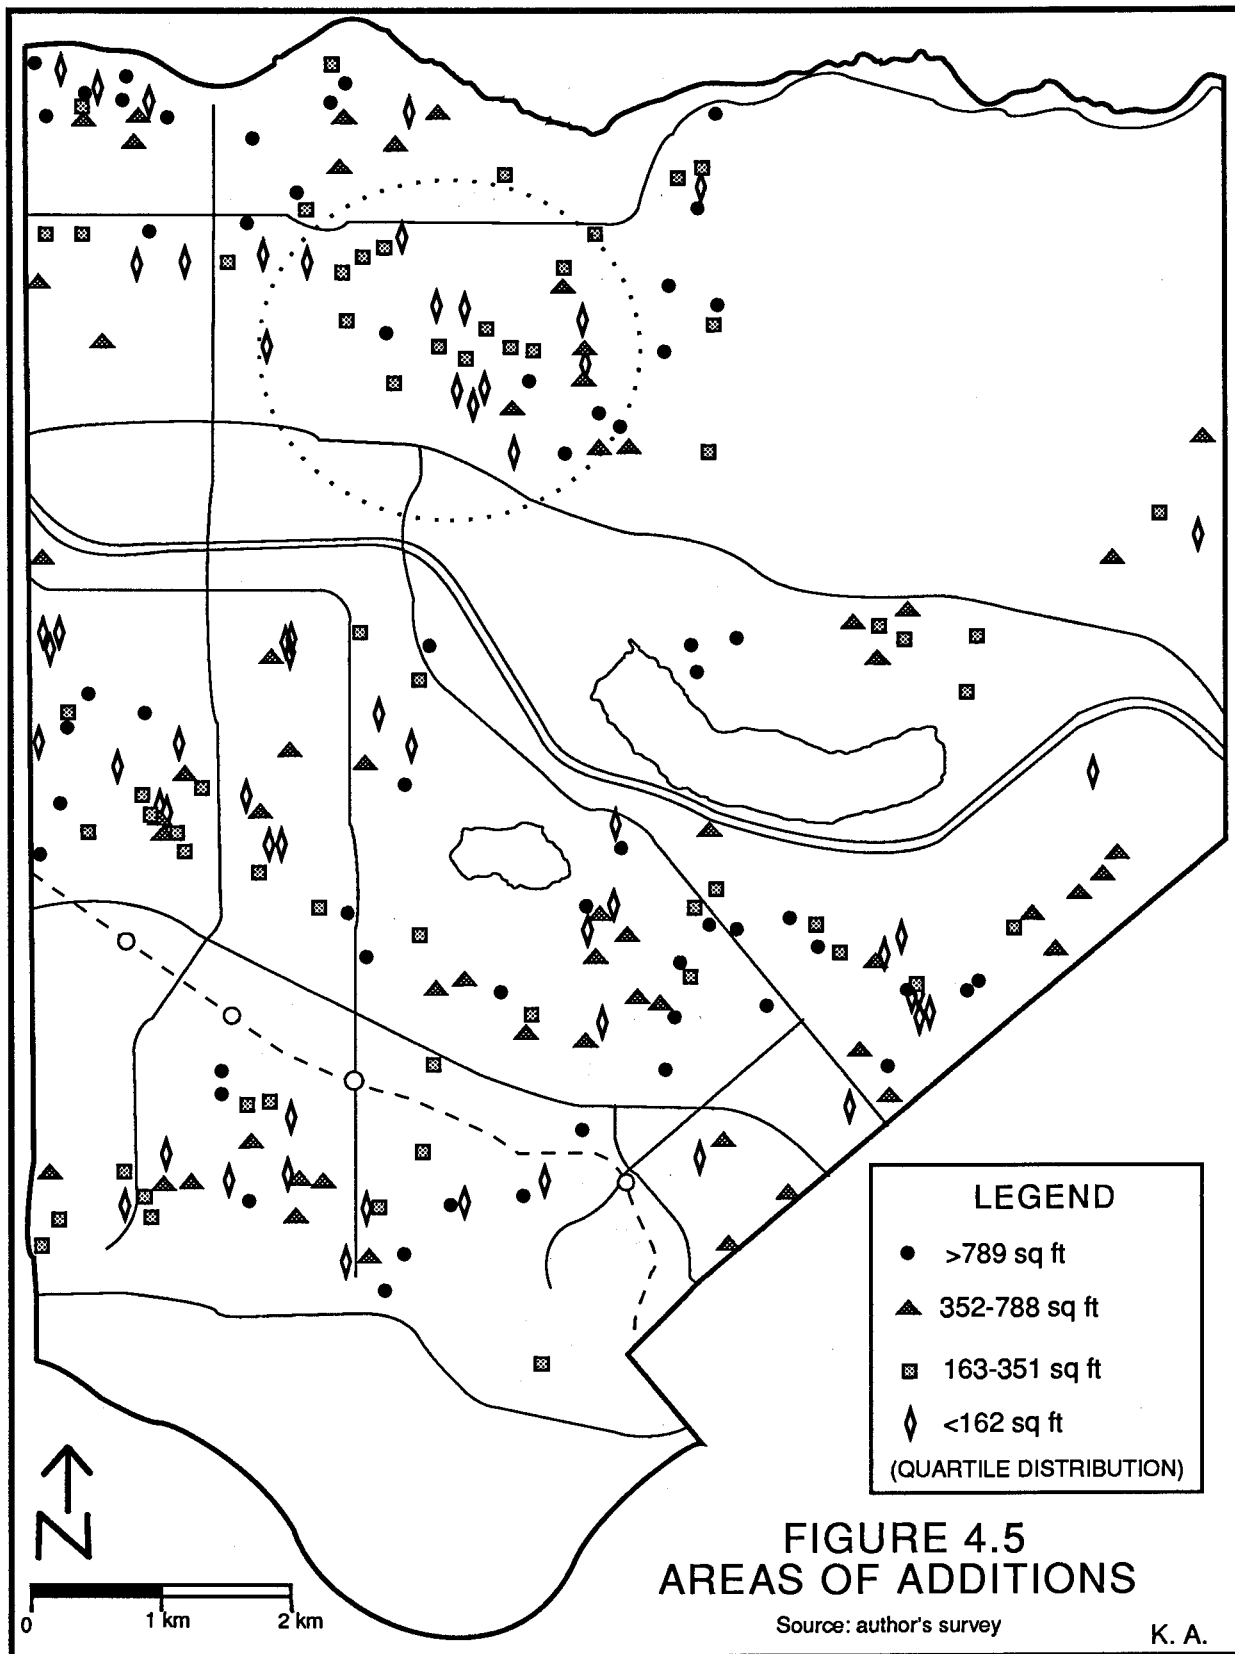 LEGEND
>789 sq ft
352-788 sq ft
163-351 sq ft
<162 sq ft
(QUARTILE DISTRIBUTION)
N
0 1 km 2 km
FIGURE 4.5
AREAS OF ADDITIONS
Source: author's survey
K. A.